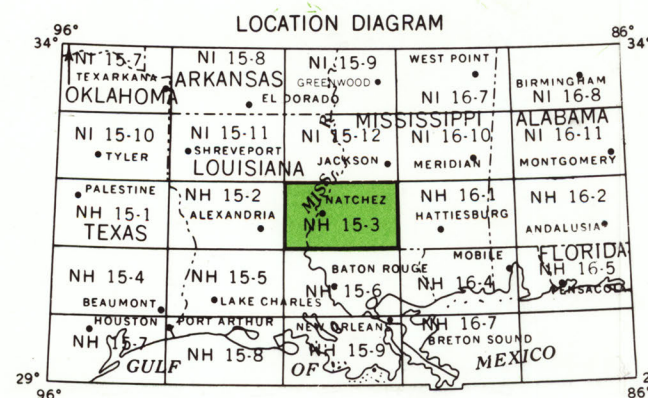 LOCATION DIAGRAM
96° 86°
34° 34°
NI 15-7 NI 15-8 NI 15-9 WEST POINT
TEXARKANA ARKANSAS GREENWOOD BIRMINGHAM
OKLAHOMA EL DORADO NI 16-7 NI 16-8
R. MISSISSIPPI ALABAMA
NI 15-10 NI 15-11 NI 15-12 NI 16-10 NI 16-11
TYLER SHREVEPORT JACKSON MERIDIAN MONTGOMERY
LOUISIANA
MISS.
PALESTINE NH 15-2 NATCHEZ NH 16-1 NH 16-2
NH 15-1 ALEXANDRIA NH 15-3 HATTIESBURG ANDALUSIA
TEXAS
MOBILE FLORIDA
NH 15-4 NH 15-5 BATON ROUGE NH 16-4 NH 16-5
BEAUMONT LAKE CHARLES NH 15-6 PENSACOLA
HOUSTON PORT ARTHUR NEW ORLEANS NH 16-7
NH 15-7 NH 15-8 NH 15-9 BRETON SOUND
GULF OF MEXICO
29° 29°
96° 86°